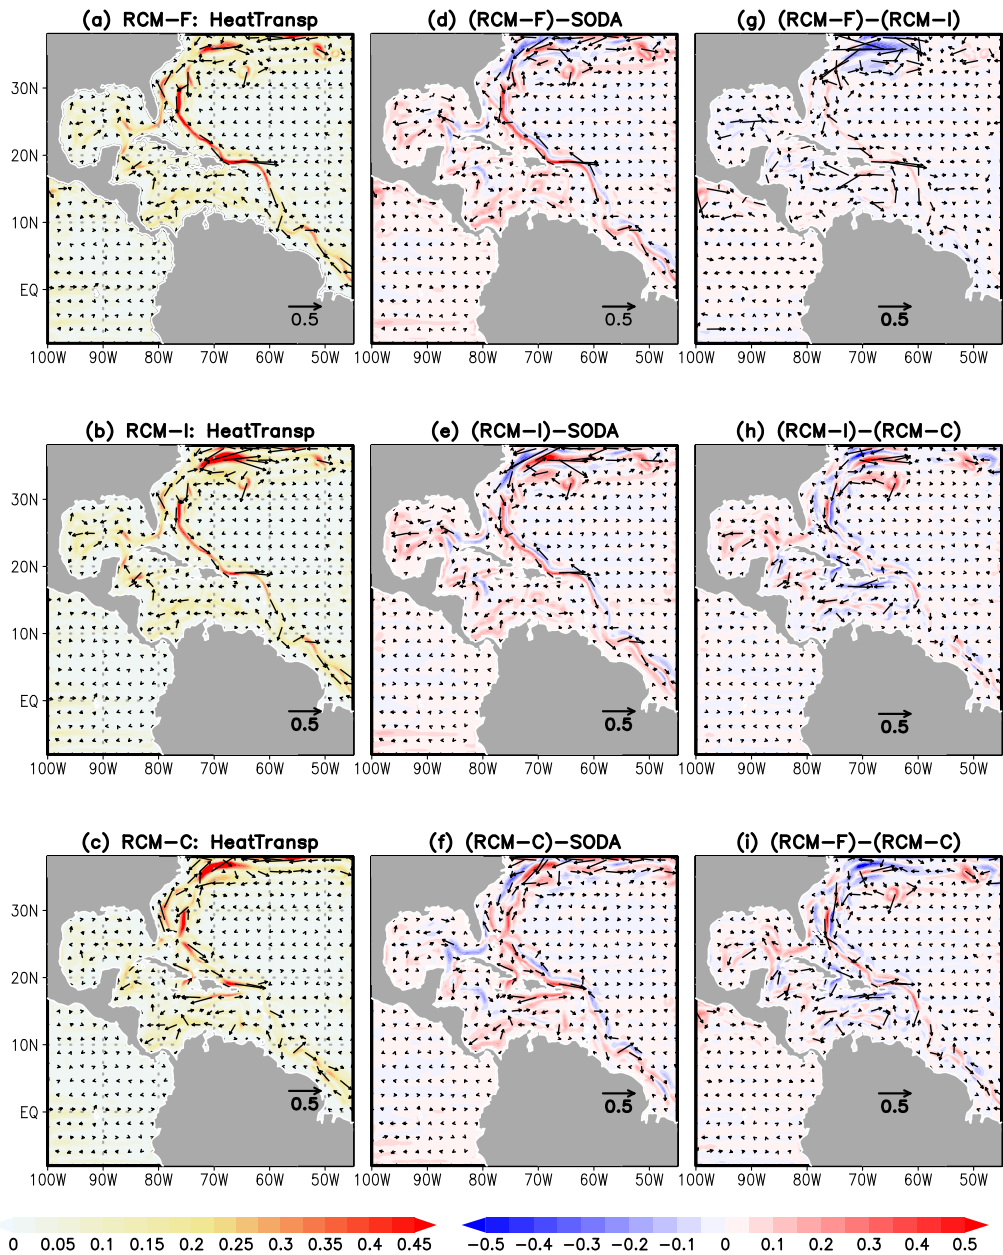 (a) RCM-F: HeatTransp
(d) (RCM-F)-SODA
(g) (RCM-F)-(RCM-I)
30N
20N
10N
EQ
0.5
0.5
0.5
100W 90W 80W 70W 60W 50W
100W 90W 80W 70W 60W 50W
100W 90W 80W 70W 60W 50W
(b) RCM-I: HeatTransp
(e) (RCM-I)-SODA
(h) (RCM-I)-(RCM-C)
30N
20N
10N
EQ
0.5
0.5
0.5
100W 90W 80W 70W 60W 50W
100W 90W 80W 70W 60W 50W
100W 90W 80W 70W 60W 50W
(c) RCM-C: HeatTransp
(f) (RCM-C)-SODA
(i) (RCM-F)-(RCM-C)
30N
20N
10N
EQ
0.5
0.5
0.5
100W 90W 80W 70W 60W 50W
100W 90W 80W 70W 60W 50W
100W 90W 80W 70W 60W 50W
0 0.05 0.1 0.15 0.2 0.25 0.3 0.35 0.4 0.45
-0.5 -0.4 -0.3 -0.2 -0.1 0 0.1 0.2 0.3 0.4 0.5